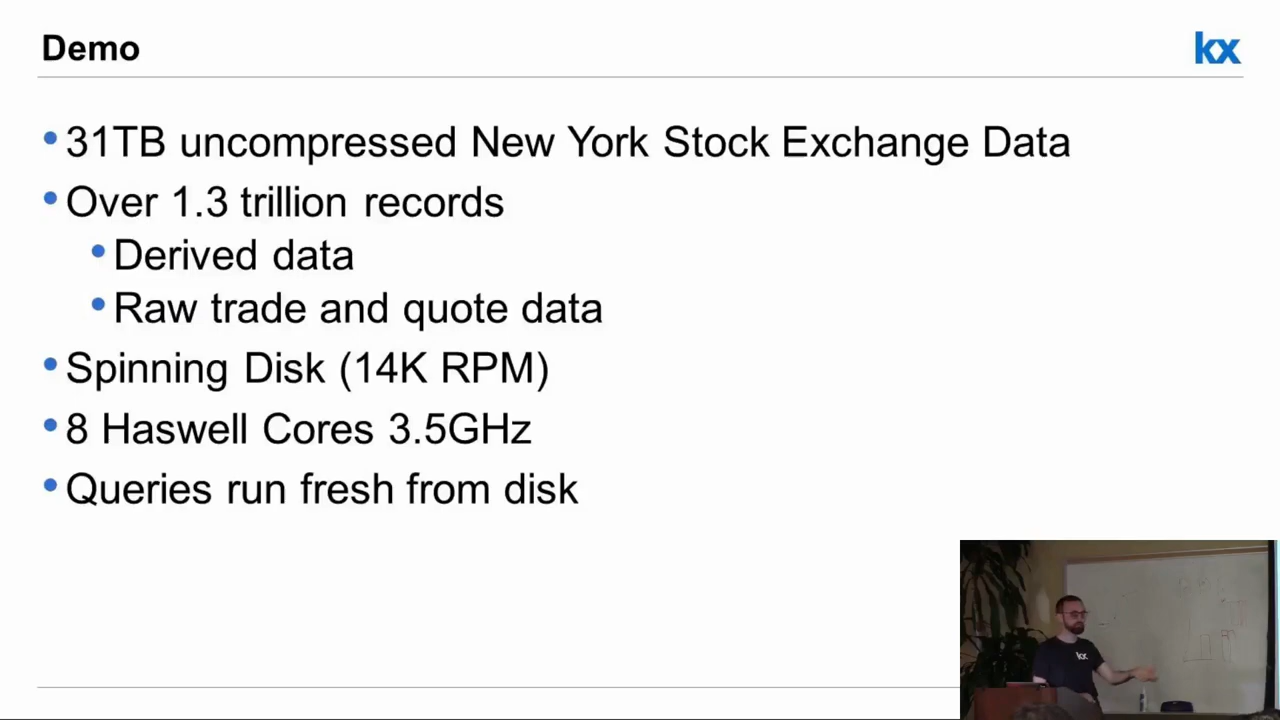 Demo
kx
•31TB uncompressed New York Stock Exchange Data
•Over 1.3 trillion records
•Derived data
•Raw trade and quote data
•Spinning Disk (14K RPM)
•8 Haswell Cores 3.5GHz
•Queries run fresh from disk
kx